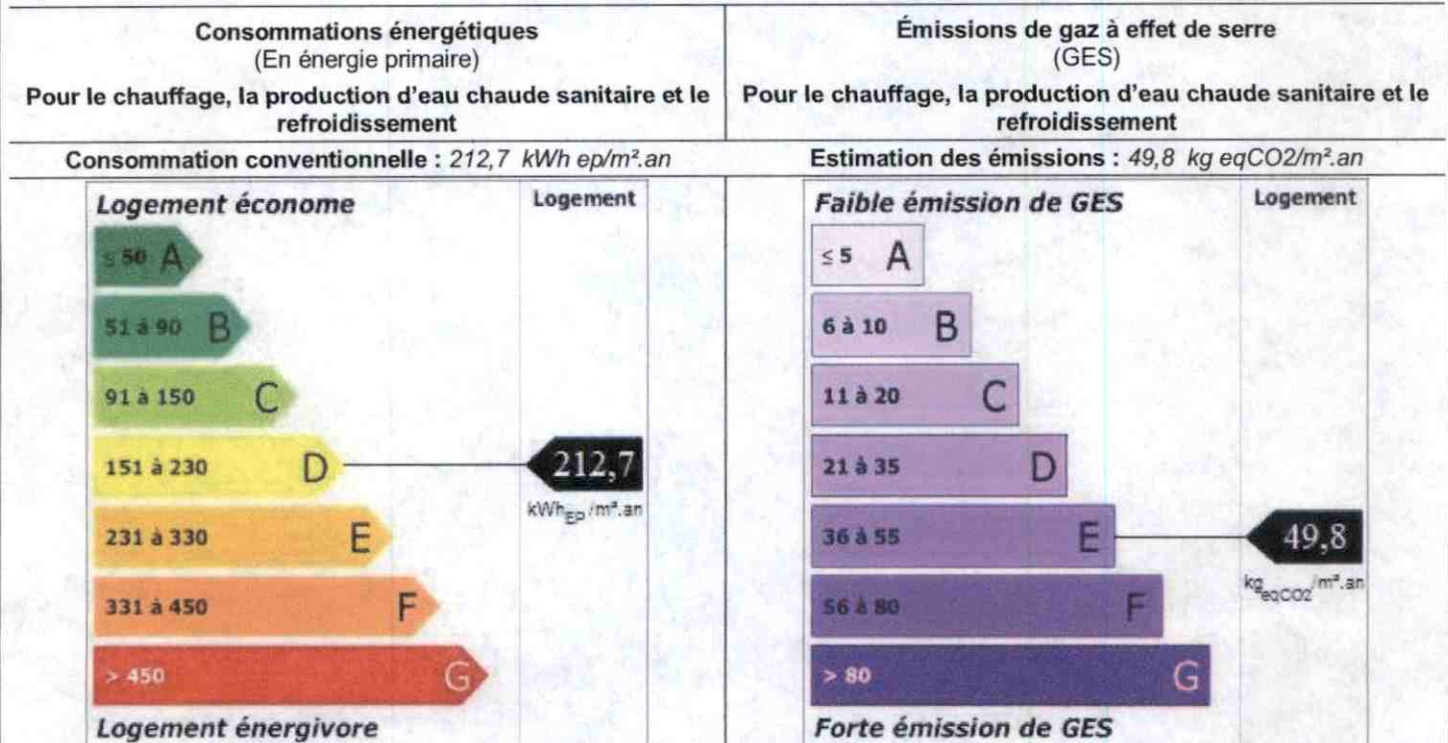 Consommations énergétiques
(En énergie primaire)
Pour le chauffage, la production d'eau chaude sanitaire et le
refroidissement
Consommation conventionnelle : 212,7 kWh ep/m².an
Logement économe
Logement
≤ 50 A
51 à 90 B
91 à 150 C
151 à 230 D
212,7
kWhEP/m².an
231 à 330 E
331 à 450 F
> 450 G
Logement énergivore
Émissions de gaz à effet de serre
(GES)
Pour le chauffage, la production d'eau chaude sanitaire et le
refroidissement
Estimation des émissions : 49,8 kg eqCO2/m².an
Faible émission de GES
Logement
≤ 5 A
6 à 10 B
11 à 20 C
21 à 35 D
36 à 55 E
49,8
kgeqCO2/m².an
56 à 80 F
> 80 G
Forte émission de GES